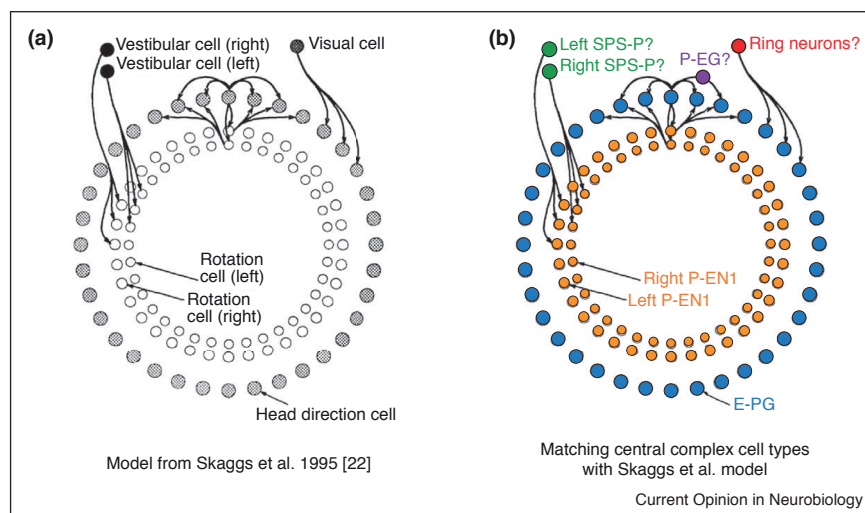 (a)
Vestibular cell (right)
Vestibular cell (left)
Visual cell
Rotation
cell (left)
Rotation
cell (right)
Head direction cell
Model from Skaggs et al. 1995 [22]
(b)
Left SPS-P?
Right SPS-P?
P-EG?
Ring neurons?
Right P-EN1
Left P-EN1
E-PG
Matching central complex cell types
with Skaggs et al. model
Current Opinion in Neurobiology